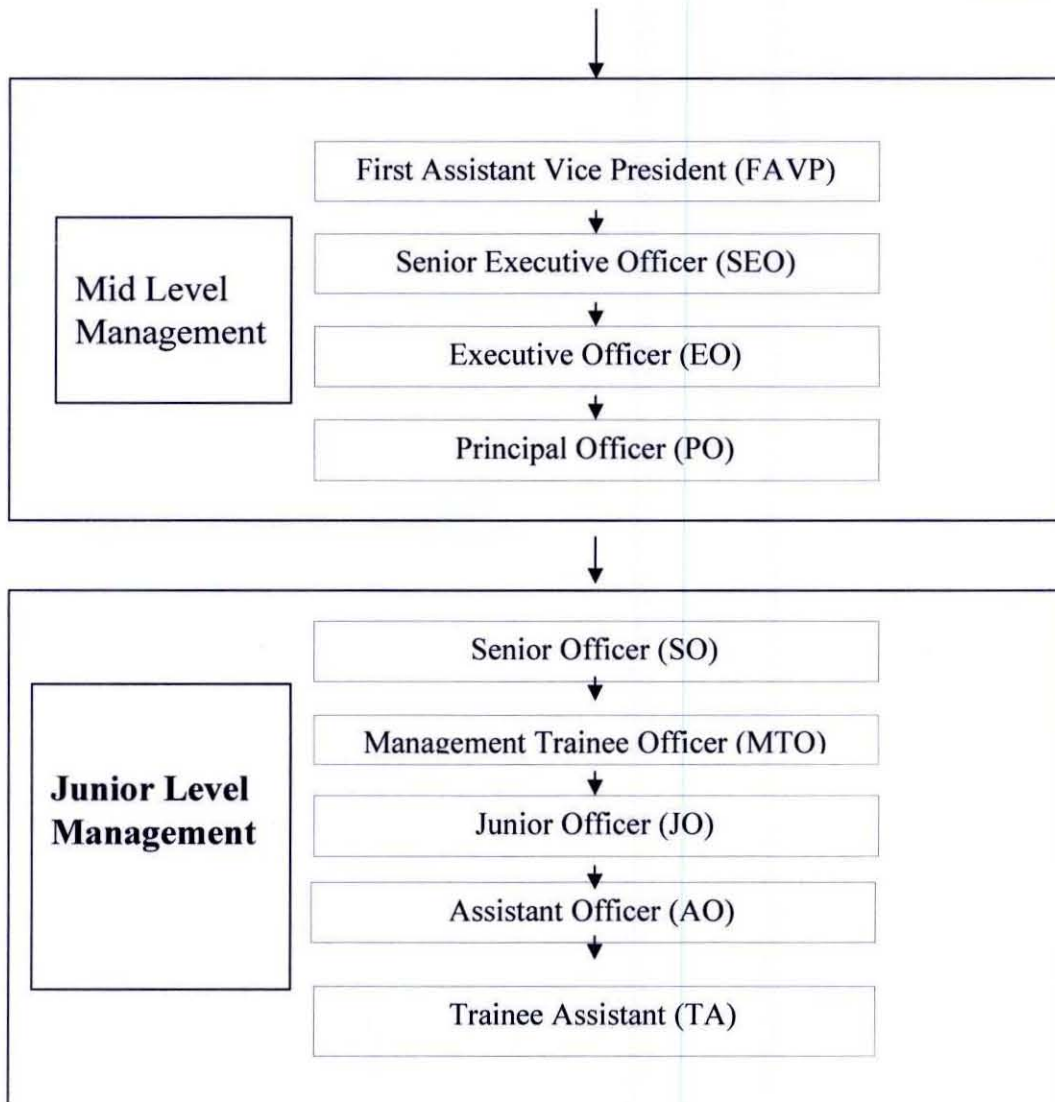 First Assistant Vice President (FAVP)
Mid Level
Management
Senior Executive Officer (SEO)
Executive Officer (EO)
Principal Officer (PO)
Senior Officer (SO)
Junior Level
Management
Management Trainee Officer (MTO)
Junior Officer (JO)
Assistant Officer (AO)
Trainee Assistant (TA)